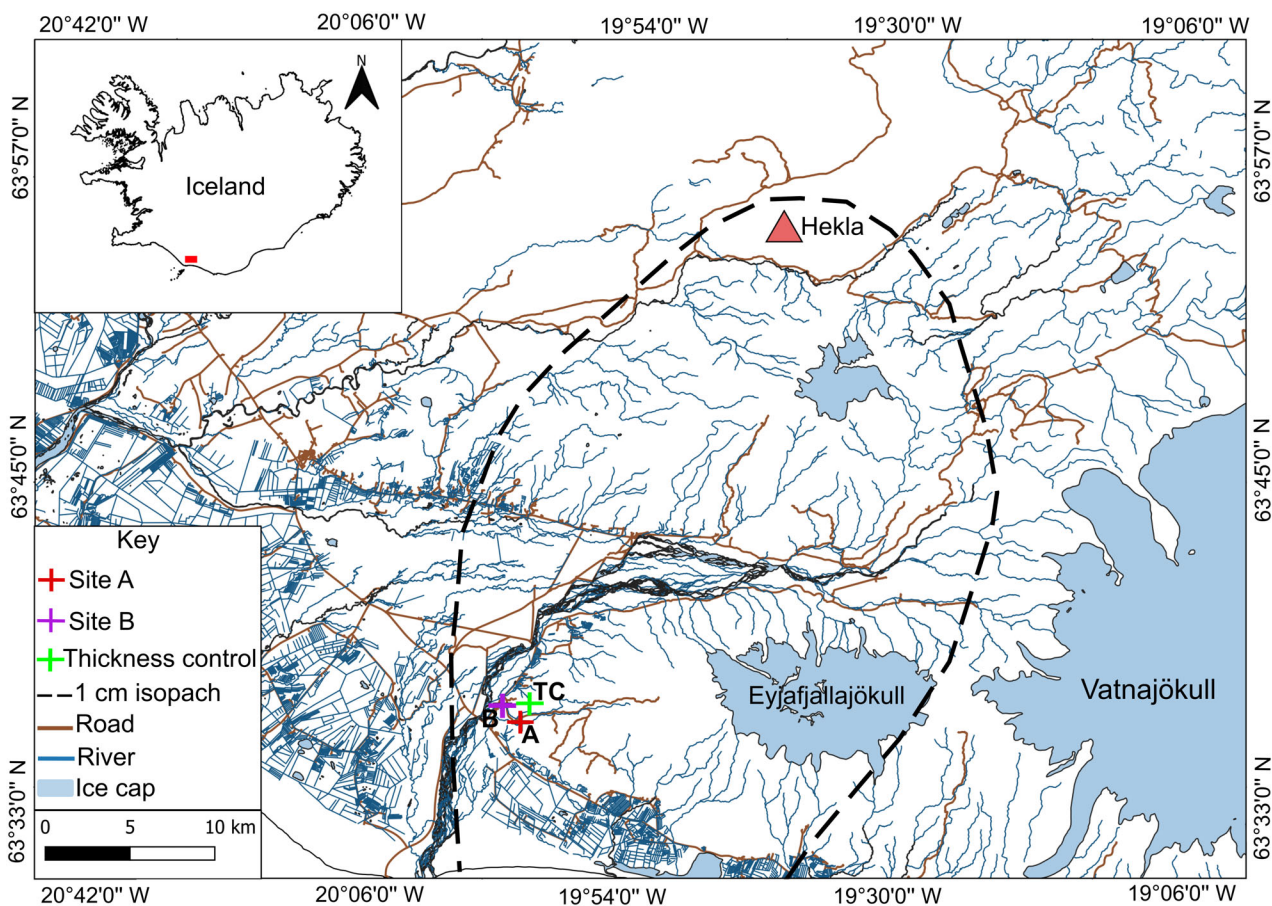 20°42'0" W 20°06'0" W 19°54'0" W 19°30'0" W 19°06'0" W
63°57'0" N
63°57'0" N
N
Iceland
Hekla
63°45'0" N
63°45'0" N
Key
Site A
Site B
Thickness control
1 cm isopach
Road
River
Ice cap
0 5 10 km
TC
B
A
Eyjafjallajökull
Vatnajökull
63°33'0" N
63°33'0" N
20°42'0" W 20°06'0" W 19°54'0" W 19°30'0" W 19°06'0" W